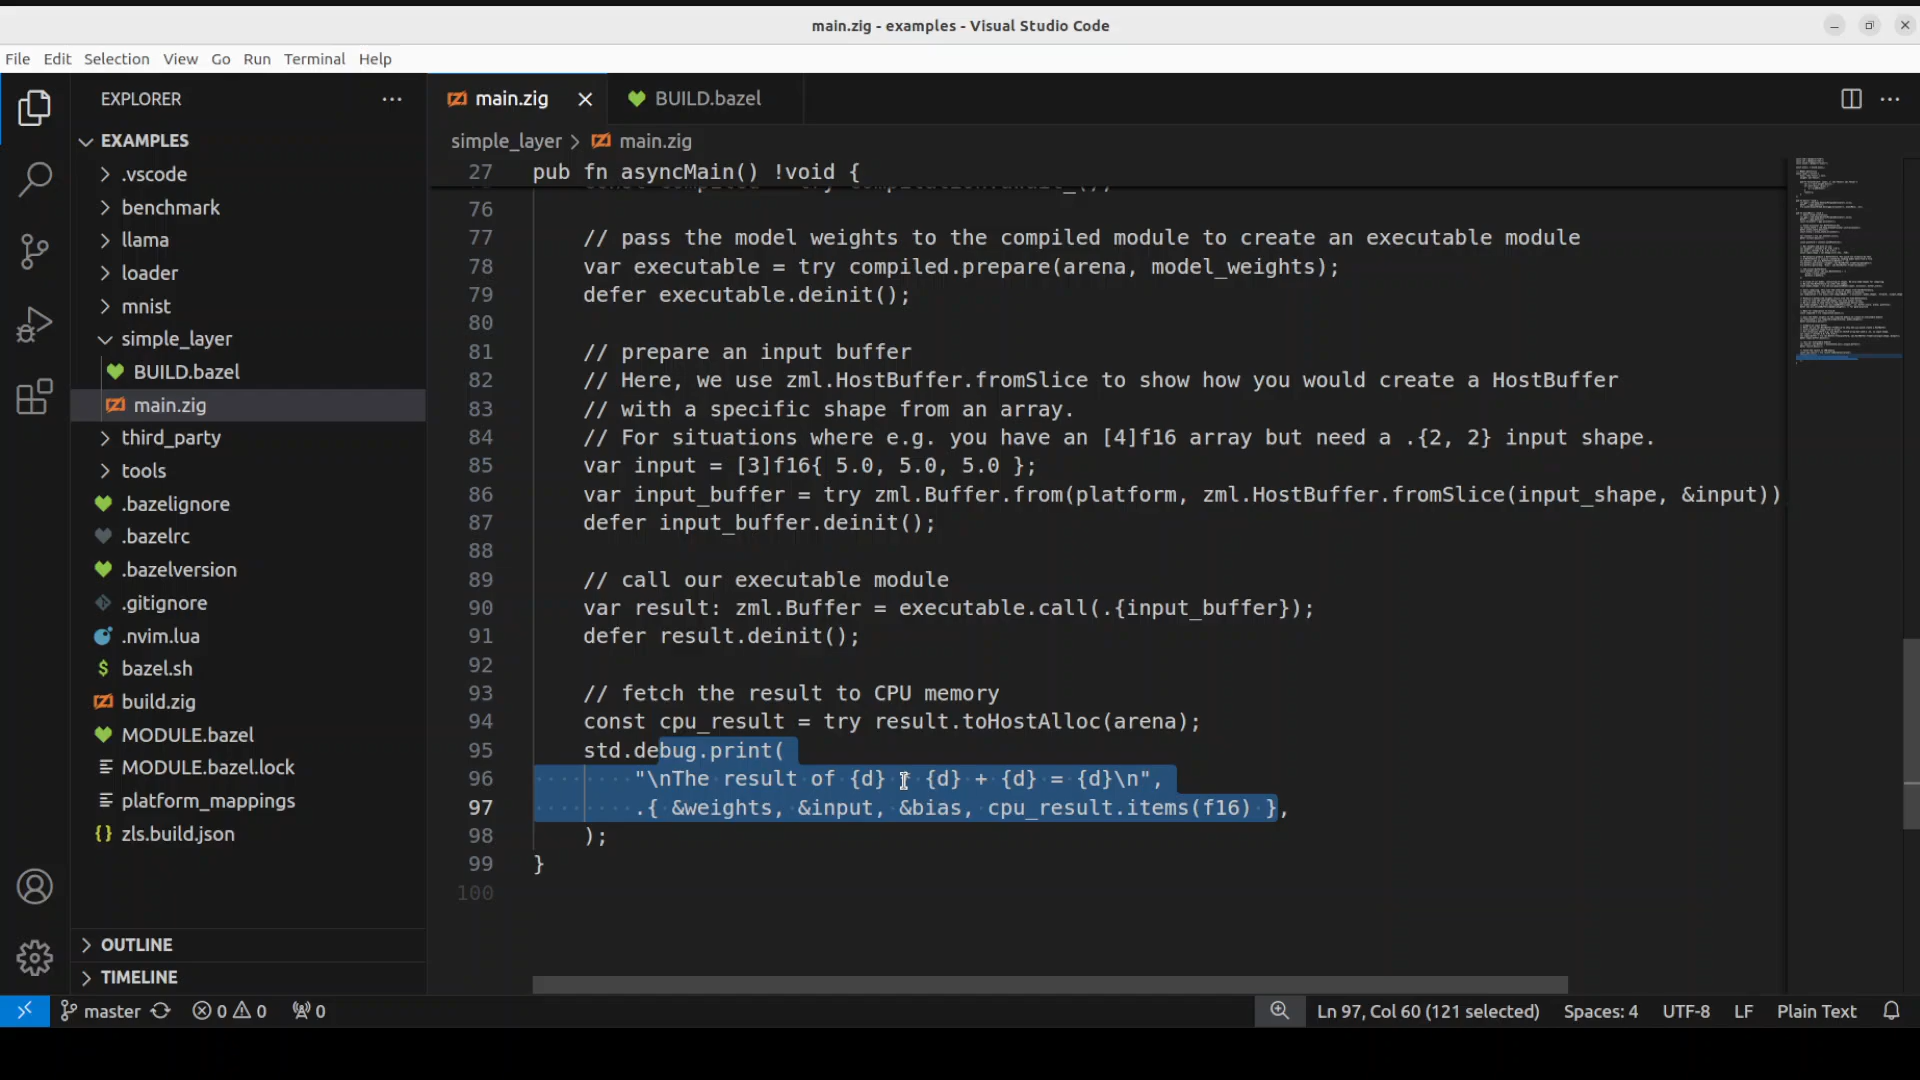 main.zig - examples - Visual Studio Code
File Edit Selection View Go Run Terminal Help
EXPLORER
EXAMPLES
.vscode
benchmark
llama
loader
mnist
simple_layer
BUILD.bazel
main.zig
third_party
tools
.bazelignore
.bazelrc
.bazelversion
.gitignore
.nvim.lua
bazel.sh
build.zig
MODULE.bazel
MODULE.bazel.lock
platform_mappings
zls.build.json
OUTLINE
TIMELINE
main.zig BUILD.bazel
simple_layer > main.zig
27 pub fn asyncMain() !void {
76
77 // pass the model weights to the compiled module to create an executable module
78 var executable = try compiled.prepare(arena, model_weights);
79 defer executable.deinit();
80
81 // prepare an input buffer
82 // Here, we use zml.HostBuffer.fromSlice to show how you would create a HostBuffer
83 // with a specific shape from an array.
84 // For situations where e.g. you have an [4]f16 array but need a .{2, 2} input shape.
85 var input = [3]f16{ 5.0, 5.0, 5.0 };
86 var input_buffer = try zml.Buffer.from(platform, zml.HostBuffer.fromSlice(input_shape, &input))
87 defer input_buffer.deinit();
88
89 // call our executable module
90 var result: zml.Buffer = executable.call(.{input_buffer});
91 defer result.deinit();
92
93 // fetch the result to CPU memory
94 const cpu_result = try result.toHostAlloc(arena);
95 std.debug.print(
96 "\nThe result of {d} {d} + {d} = {d}\n",
97 .{ &weights, &input, &bias, cpu_result.items(f16) },
98 );
99 }
100
master 0 0 0 Ln 97, Col 60 (121 selected) Spaces: 4 UTF-8 LF Plain Text